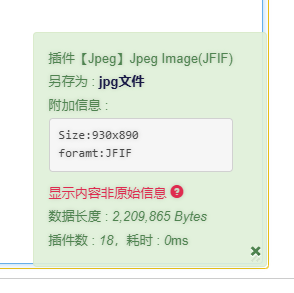 插件【Jpeg】Jpeg Image(JFIF)
另存为 : jpg文件
附加信息 :
Size:930x890
foramt:JFIF
显示内容非原始信息 ?
数据长度 : 2,209,865 Bytes
插件数 : 18，耗时 : 0ms